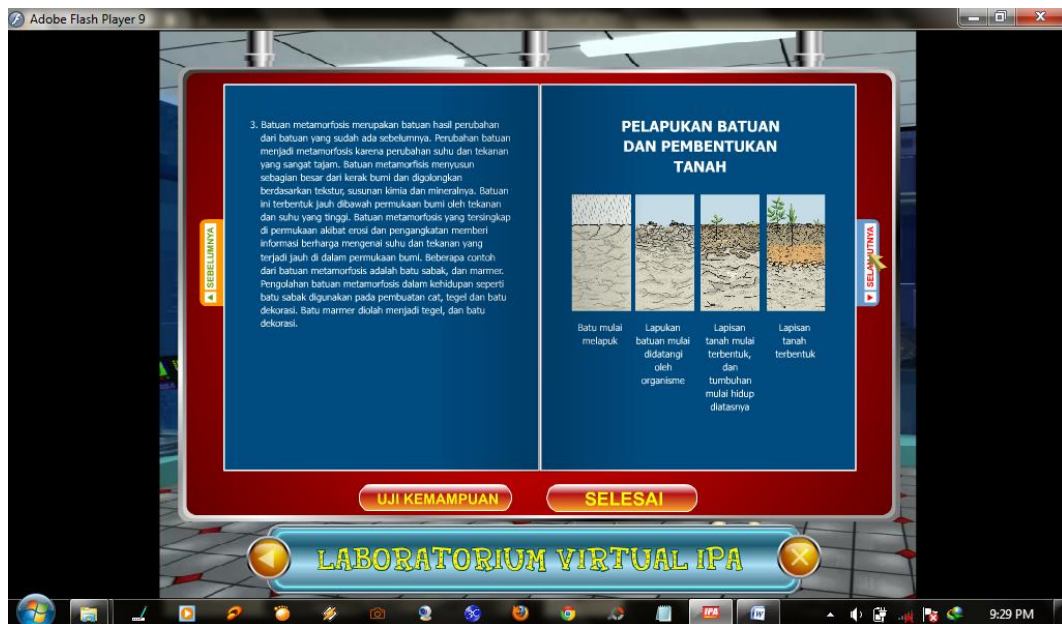 Adobe Flash Player 9
3. Batuan metamorfosis merupakan batuan hasil perubahan
dari batuan yang sudah ada sebelumnya. Perubahan batuan
menjadi metamorfosis karena perubahan suhu dan tekanan
yang sangat tajam. Batuan metamorfisis menyusun
sebagian besar dari kerak bumi dan digolongkan
berdasarkan tekstur, susunan kimia dan mineralnya. Batuan
ini terbentuk jauh dibawah permukaan bumi oleh tekanan
dan suhu yang tinggi. Batuan metamorfosis yang tersingkap
di permukaan akibat erosi dan pengangkatan memberi
informasi berharga mengenai suhu dan tekanan yang
terjadi jauh di dalam permukaan bumi. Beberapa contoh
dari batuan metamorfosis adalah batu sabak, dan marmer.
Pengolahan batuan metamorfosis dalam kehidupan seperti
batu sabak digunakan pada pembuatan cat, tegel dan batu
dekorasi. Batu marmer diolah menjadi tegel, dan batu
dekorasi.
SEBELUMNYA
PELAPUKAN BATUAN
DAN PEMBENTUKAN
TANAH
Batu mulai
melapuk
Lapukan
batuan mulai
didatangi
oleh
organisme
Lapisan
tanah mulai
terbentuk,
dan
tumbuhan
mulai hidup
diatasnya
Lapisan
tanah
terbentuk
SELANJUTNYA
UJI KEMAMPUAN
SELESAI
LABORATORIUM VIRTUAL IPA
IPA
9:29 PM